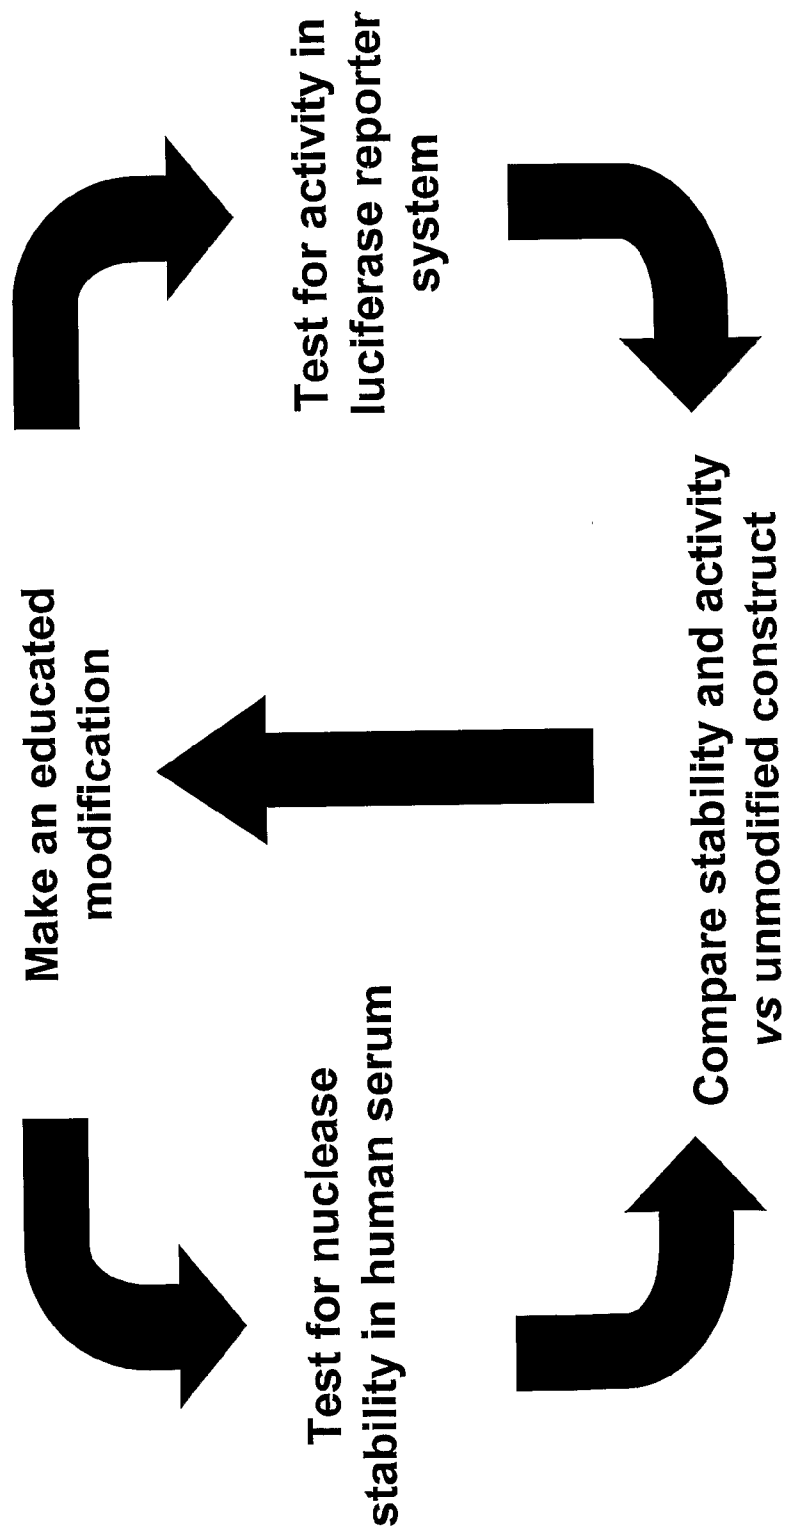 Make an educated
modification
Test for nuclease
stability in human serum
Test for activity in
luciferase reporter
system
Compare stability and activity
vs unmodified construct